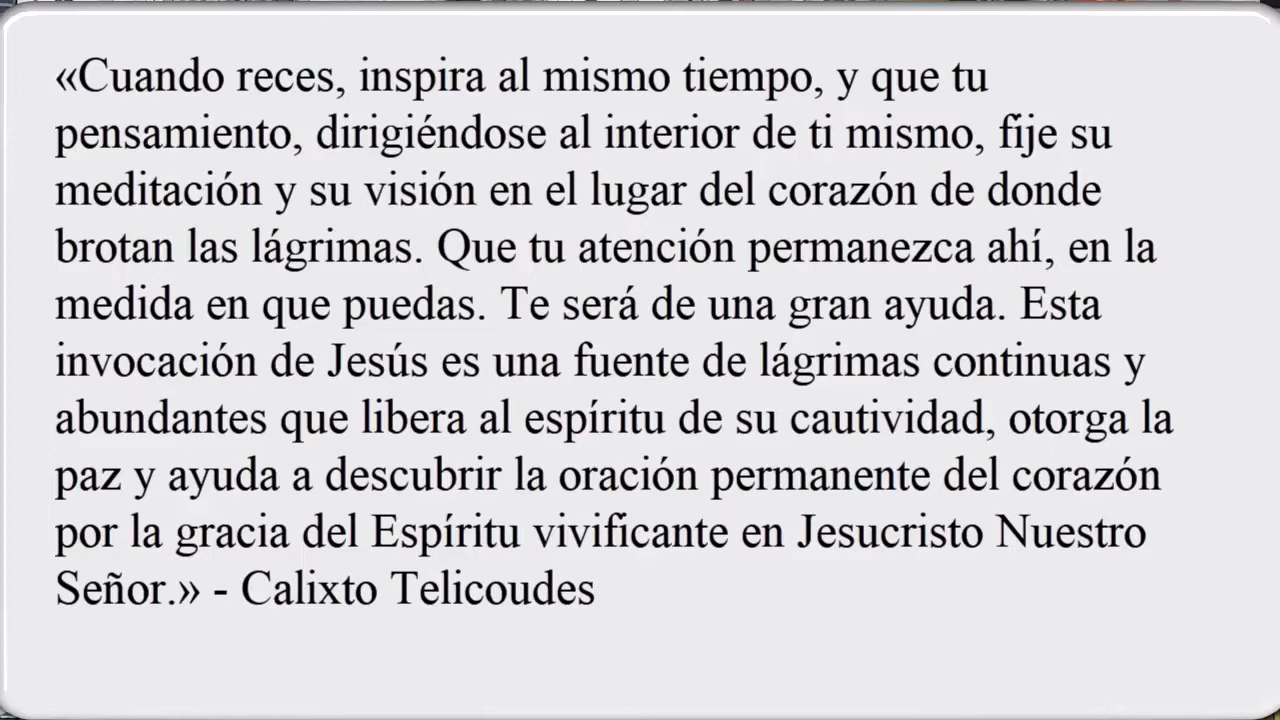 «Cuando reces, inspira al mismo tiempo, y que tu
pensamiento, dirigiéndose al interior de ti mismo, fije su
meditación y su visión en el lugar del corazón de donde
brotan las lágrimas. Que tu atención permanezca ahí, en la
medida en que puedas. Te será de una gran ayuda. Esta
invocación de Jesús es una fuente de lágrimas continuas y
abundantes que libera al espíritu de su cautividad, otorga la
paz y ayuda a descubrir la oración permanente del corazón
por la gracia del Espíritu vivificante en Jesucristo Nuestro
Señor.» - Calixto Telicoudes